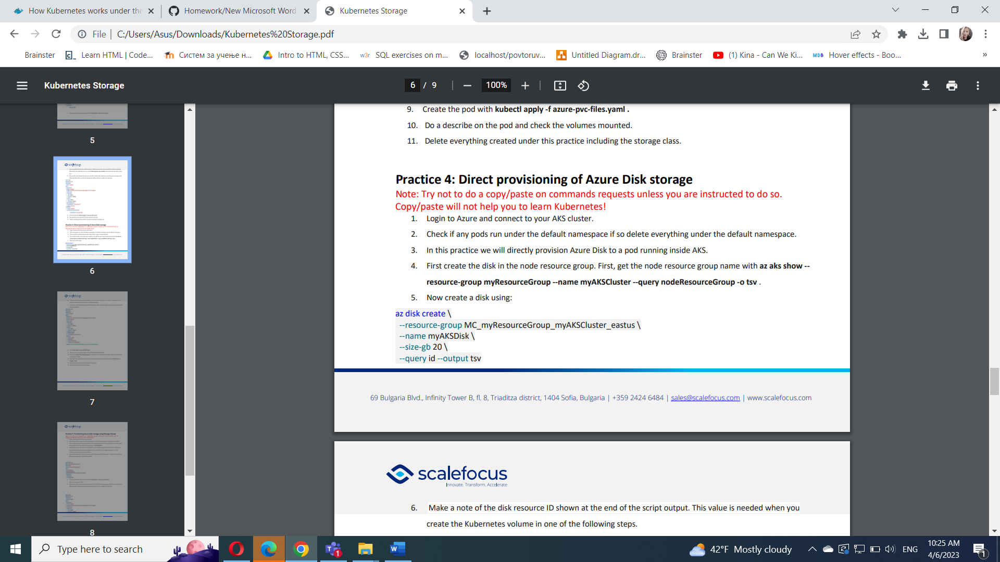 How Kubernetes works under the
Homework/New Microsoft Word
Kubernetes Storage
File
C:/Users/Asus/Downloads/Kubernetes%20Storage.pdf
Brainster
Learn HTML | Code...
Систем за учење н...
Intro to HTML, CSS...
w3r SQL exercises on m...
localhost/povtoruv...
Untitled Diagram.dr...
Brainster
(1) Kina - Can We Ki...
MDB Hover effects - Boo...
»
Kubernetes Storage
6 / 9
100%
5
6
7
8
9. Create the pod with kubectl apply -f azure-pvc-files.yaml .
10. Do a describe on the pod and check the volumes mounted.
11. Delete everything created under this practice including the storage class.
Practice 4: Direct provisioning of Azure Disk storage
Note: Try not to do a copy/paste on commands requests unless you are instructed to do so.
Copy/paste will not help you to learn Kubernetes!
1. Login to Azure and connect to your AKS cluster.
2. Check if any pods run under the default namespace if so delete everything under the default namespace.
3. In this practice we will directly provision Azure Disk to a pod running inside AKS.
4. First create the disk in the node resource group. First, get the node resource group name with az aks show --
resource-group myResourceGroup --name myAKSCluster --query nodeResourceGroup -o tsv .
5. Now create a disk using:
az disk create \
--resource-group MC_myResourceGroup_myAKSCluster_eastus \
--name myAKSDisk \
--size-gb 20 \
--query id --output tsv
69 Bulgaria Blvd., Infinity Tower B, fl. 8, Triaditza district, 1404 Sofia, Bulgaria | +359 2424 6484 | sales@scalefocus.com | www.scalefocus.com
scalefocus
Innovate. Transform. Accelerate
6. Make a note of the disk resource ID shown at the end of the script output. This value is needed when you
create the Kubernetes volume in one of the following steps.
Type here to search
1
W
42°F Mostly cloudy
ENG
10:25 AM
4/6/2023
1